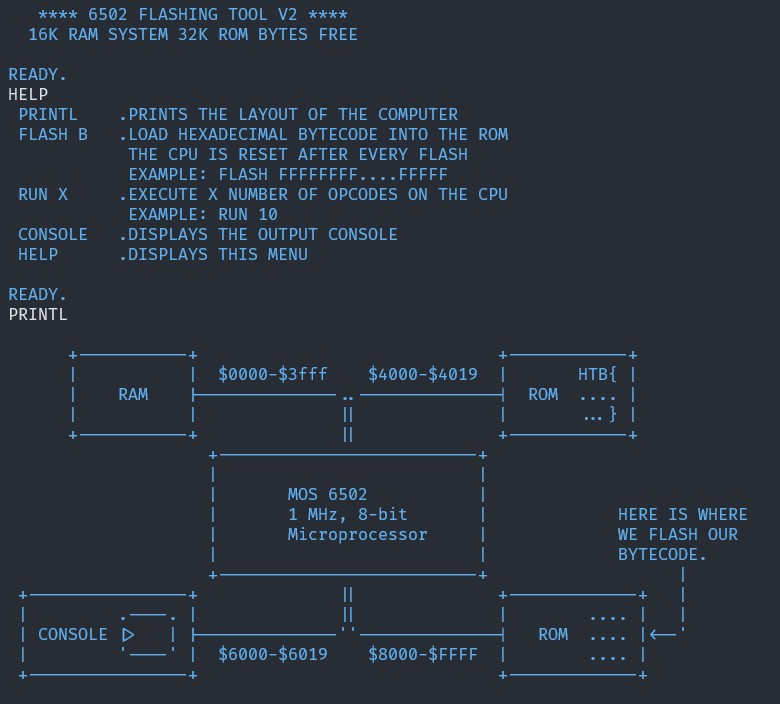 **** 6502 FLASHING TOOL V2 ****
16K RAM SYSTEM 32K ROM BYTES FREE
READY.
HELP
PRINTL .PRINTS THE LAYOUT OF THE COMPUTER
FLASH B .LOAD HEXADECIMAL BYTECODE INTO THE ROM
THE CPU IS RESET AFTER EVERY FLASH
EXAMPLE: FLASH FFFFFFFF....FFFFF
RUN X .EXECUTE X NUMBER OF OPCODES ON THE CPU
EXAMPLE: RUN 10
CONSOLE .DISPLAYS THE OUTPUT CONSOLE
HELP .DISPLAYS THIS MENU
READY.
PRINTL
$0000-$3fff $4000-$4019 HTB{
RAM ROM ....
...}
MOS 6502
1 MHz, 8-bit
Microprocessor
HERE IS WHERE
WE FLASH OUR
BYTECODE.
....
CONSOLE ROM ....
$6000-$6019 $8000-$FFFF ....